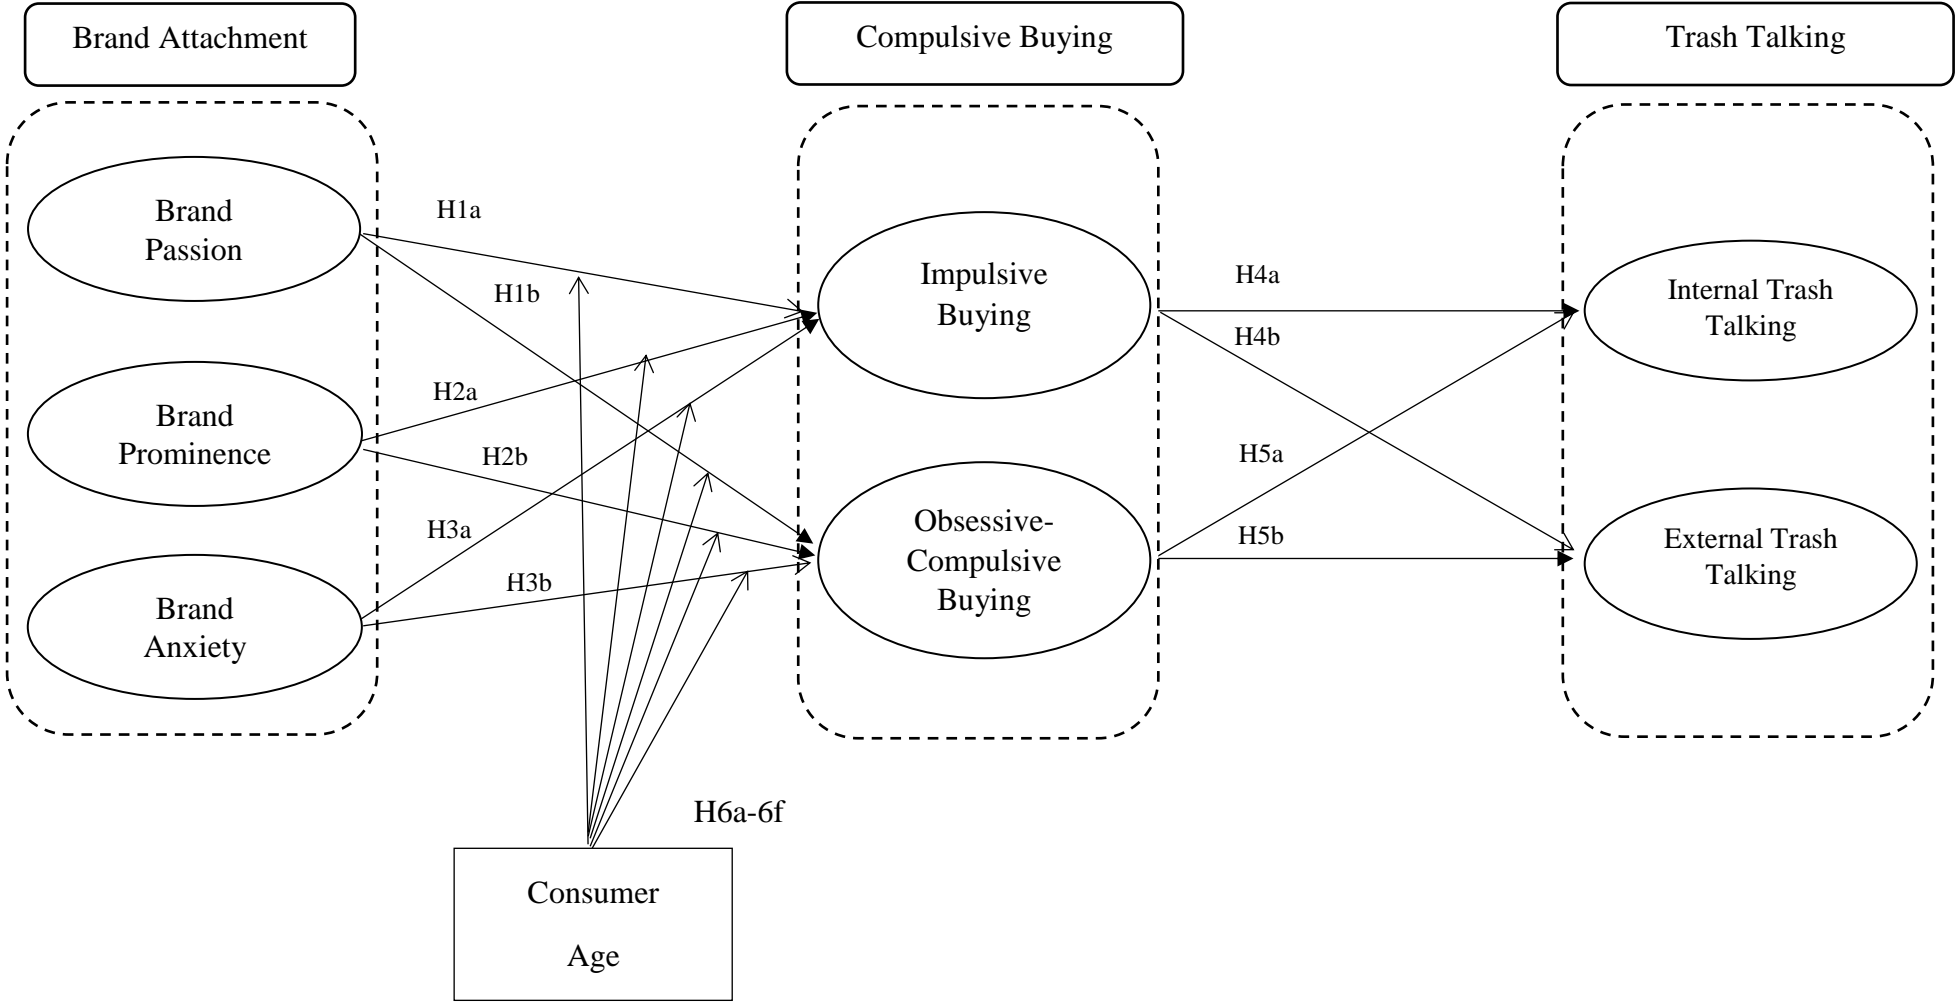 Brand Attachment
Compulsive Buying
Trash Talking
Brand
Passion
Brand
Prominence
Brand
Anxiety
H1a
H1b
H2a
H2b
H3a
H3b
Impulsive
Buying
Obsessive-
Compulsive
Buying
H4a
H4b
H5a
H5b
Internal Trash
Talking
External Trash
Talking
H6a-6f
Consumer
Age